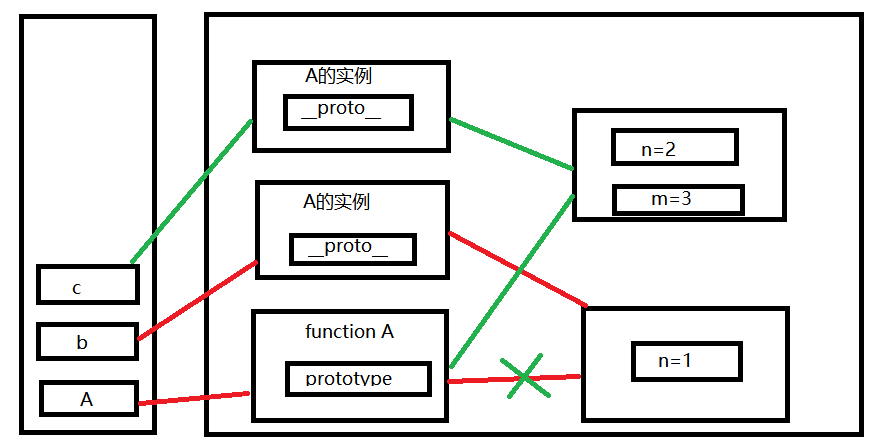 A的实例
__proto__
n=2
m=3
A的实例
__proto__
c
b
A
function A
prototype
n=1